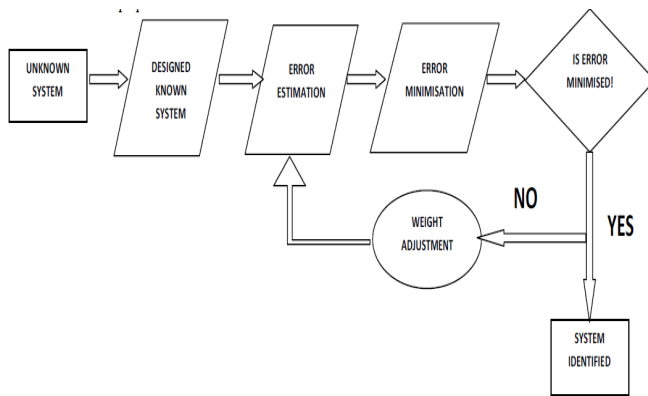 UNKNOWN
SYSTEM
DESIGNED
KNOWN
SYSTEM
ERROR
ESTIMATION
ERROR
MINIMISATION
IS ERROR
MINIMISED!
WEIGHT
ADJUSTMENT
NO
YES
SYSTEM
IDENTIFIED